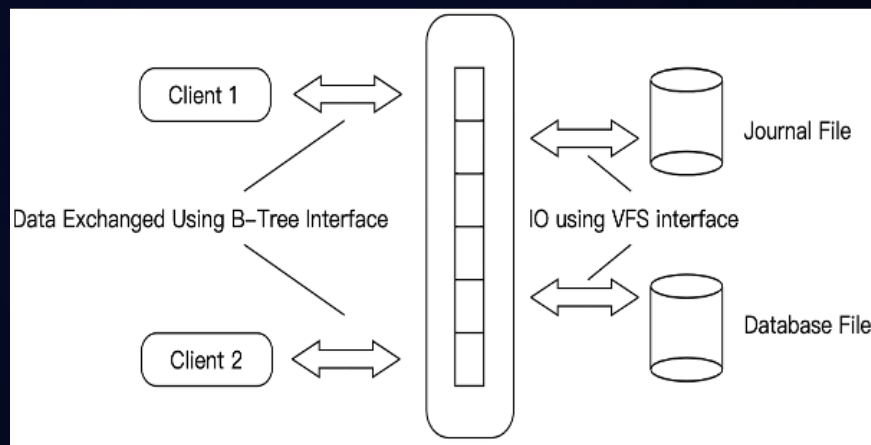 Client 1
Journal File
Data Exchanged Using B-Tree Interface
IO using VFS interface
Database File
Client 2